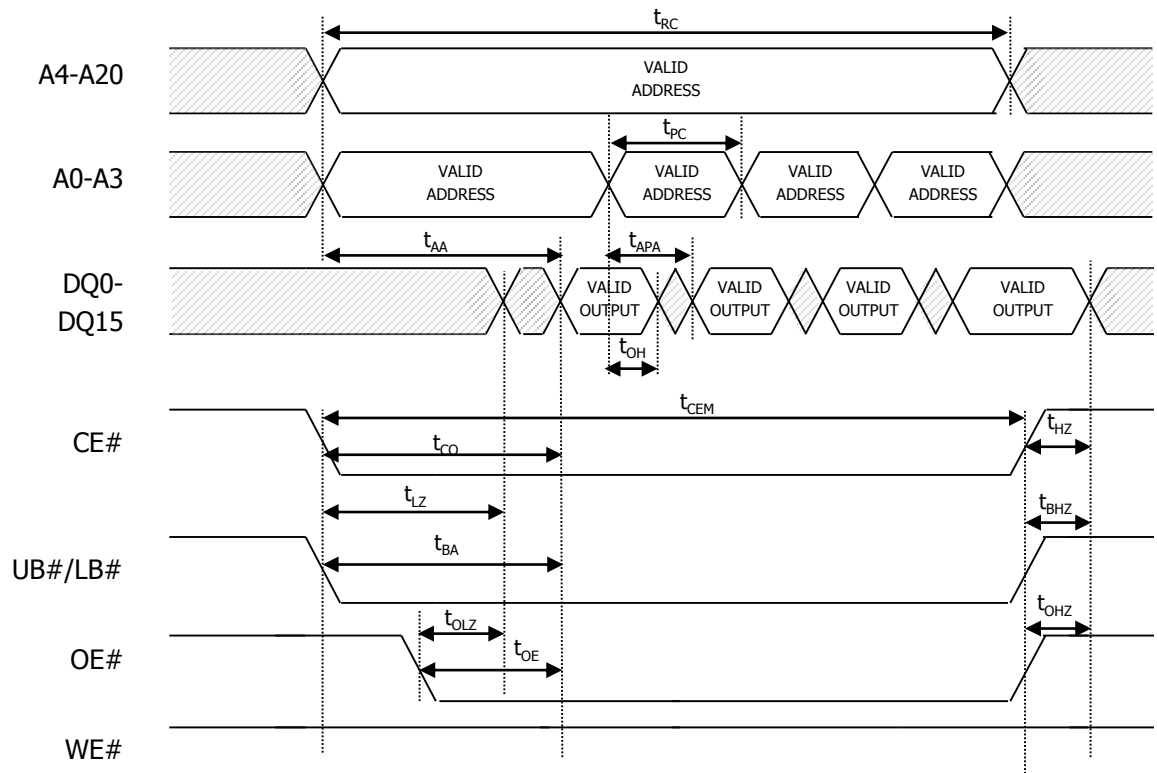 tRC
A4-A20
VALID
ADDRESS
tPC
A0-A3
VALID
ADDRESS
VALID
ADDRESS
VALID
ADDRESS
VALID
ADDRESS
tAA
tAPA
DQ0-
DQ15
VALID
OUTPUT
VALID
OUTPUT
VALID
OUTPUT
VALID
OUTPUT
tOH
tCEM
CE#
tCO
tHZ
tLZ
tBHZ
UB#/LB#
tBA
tOLZ
tOHZ
OE#
tOE
WE#